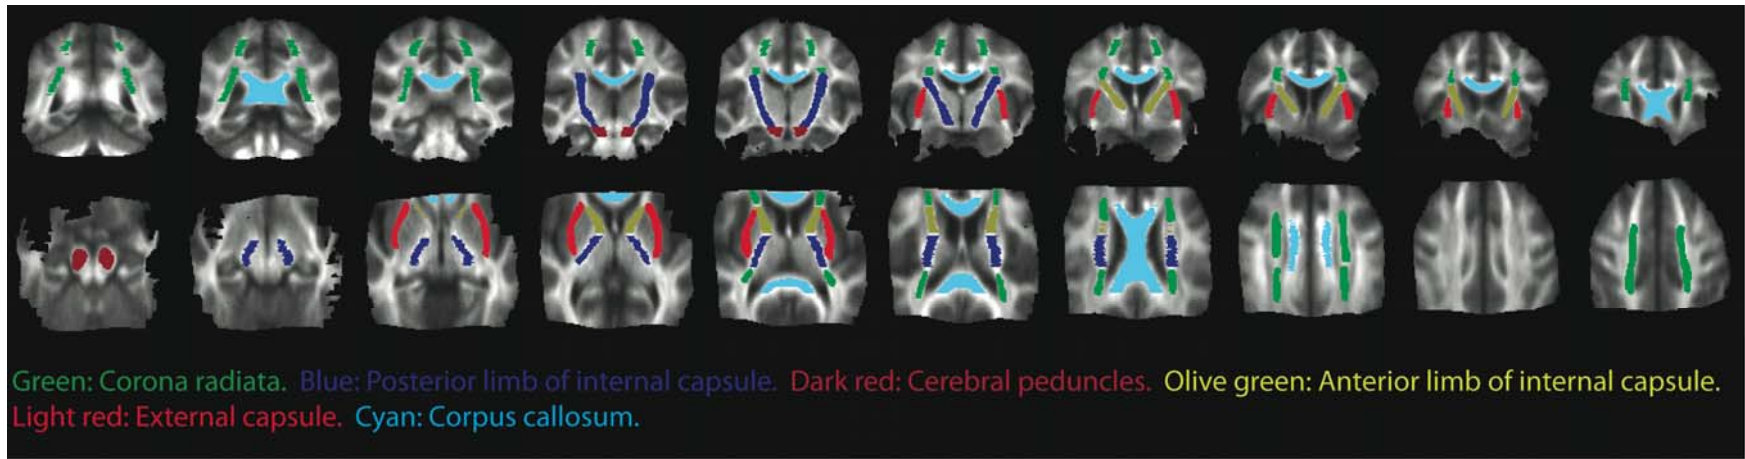 Green: Corona radiata. Blue: Posterior limb of internal capsule. Dark red: Cerebral peduncles. Olive green: Anterior limb of internal capsule.
Light red: External capsule. Cyan: Corpus callosum.